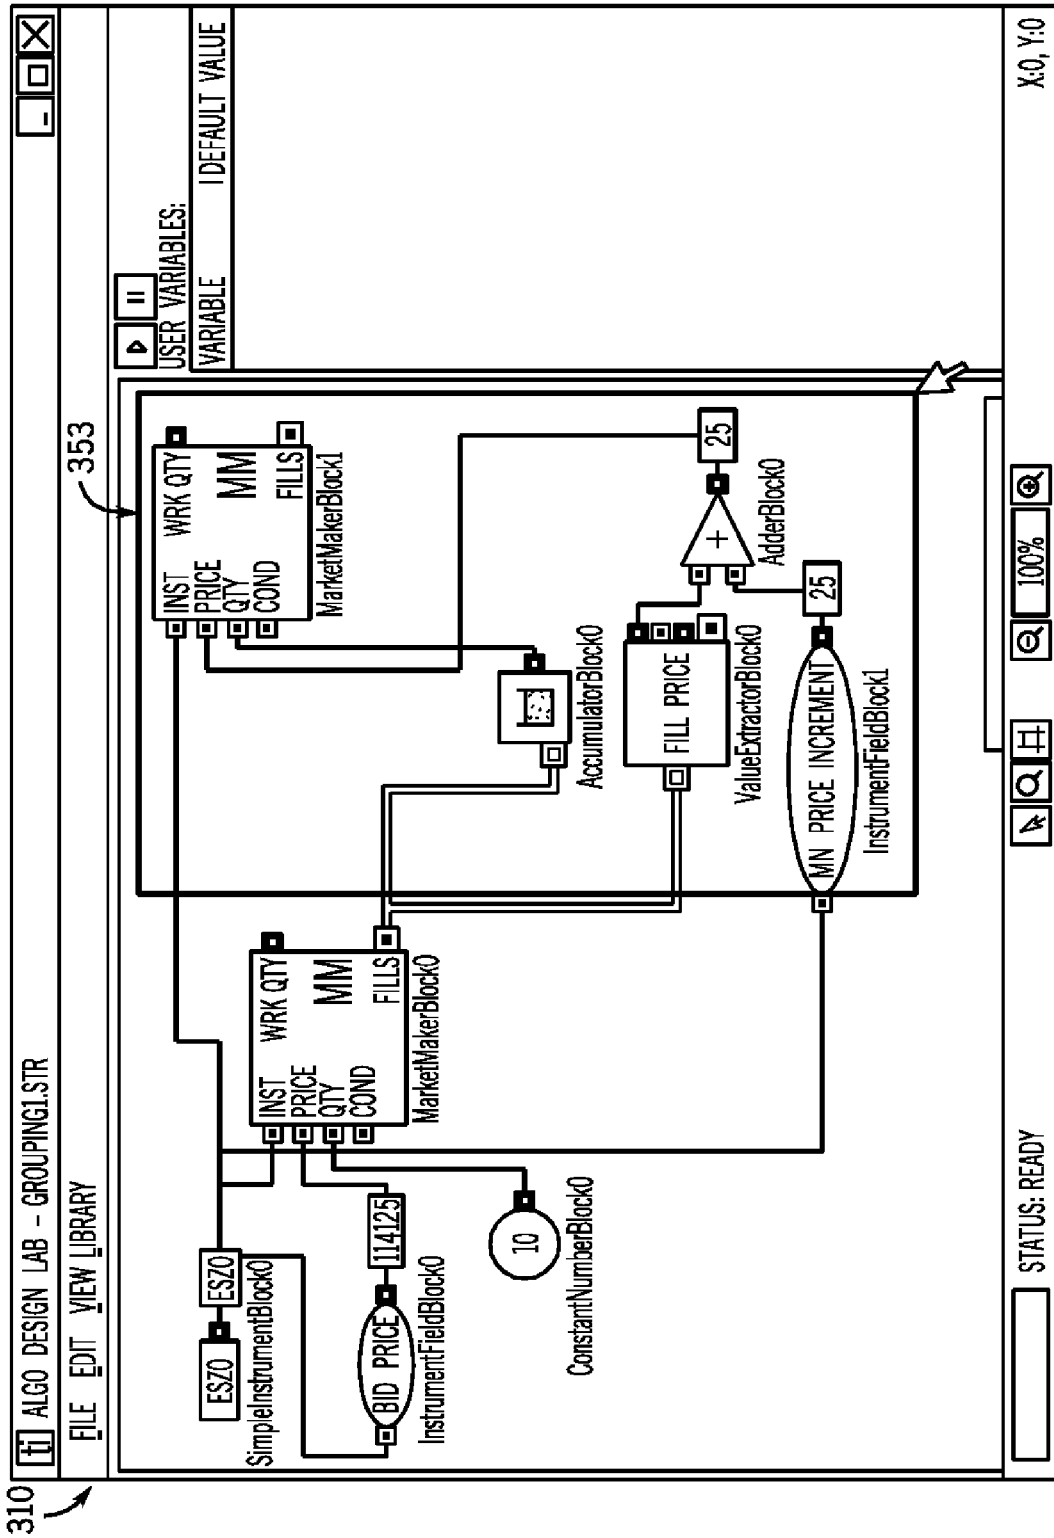 310
ti ALGO DESIGN LAB - GROUPING1.STR
FILE EDIT VIEW LIBRARY
353
USER VARIABLES:
VARIABLE | DEFAULT VALUE
ESZ0
ESZ0
SimpleInstrumentBlock0
BID PRICE
114125
InstrumentFieldBlock0
10
ConstantNumberBlock0
INST
PRICE
QTY
COND
WRK QTY
MM
FILLS
MarketMakerBlock0
INST
PRICE
QTY
COND
WRK QTY
MM
FILLS
MarketMakerBlock1
AccumulatorBlock0
FILL PRICE
ValueExtractorBlock0
+
25
AdderBlock0
MN PRICE INCREMENT
25
InstrumentFieldBlock1
STATUS: READY
100%
X:0, Y:0